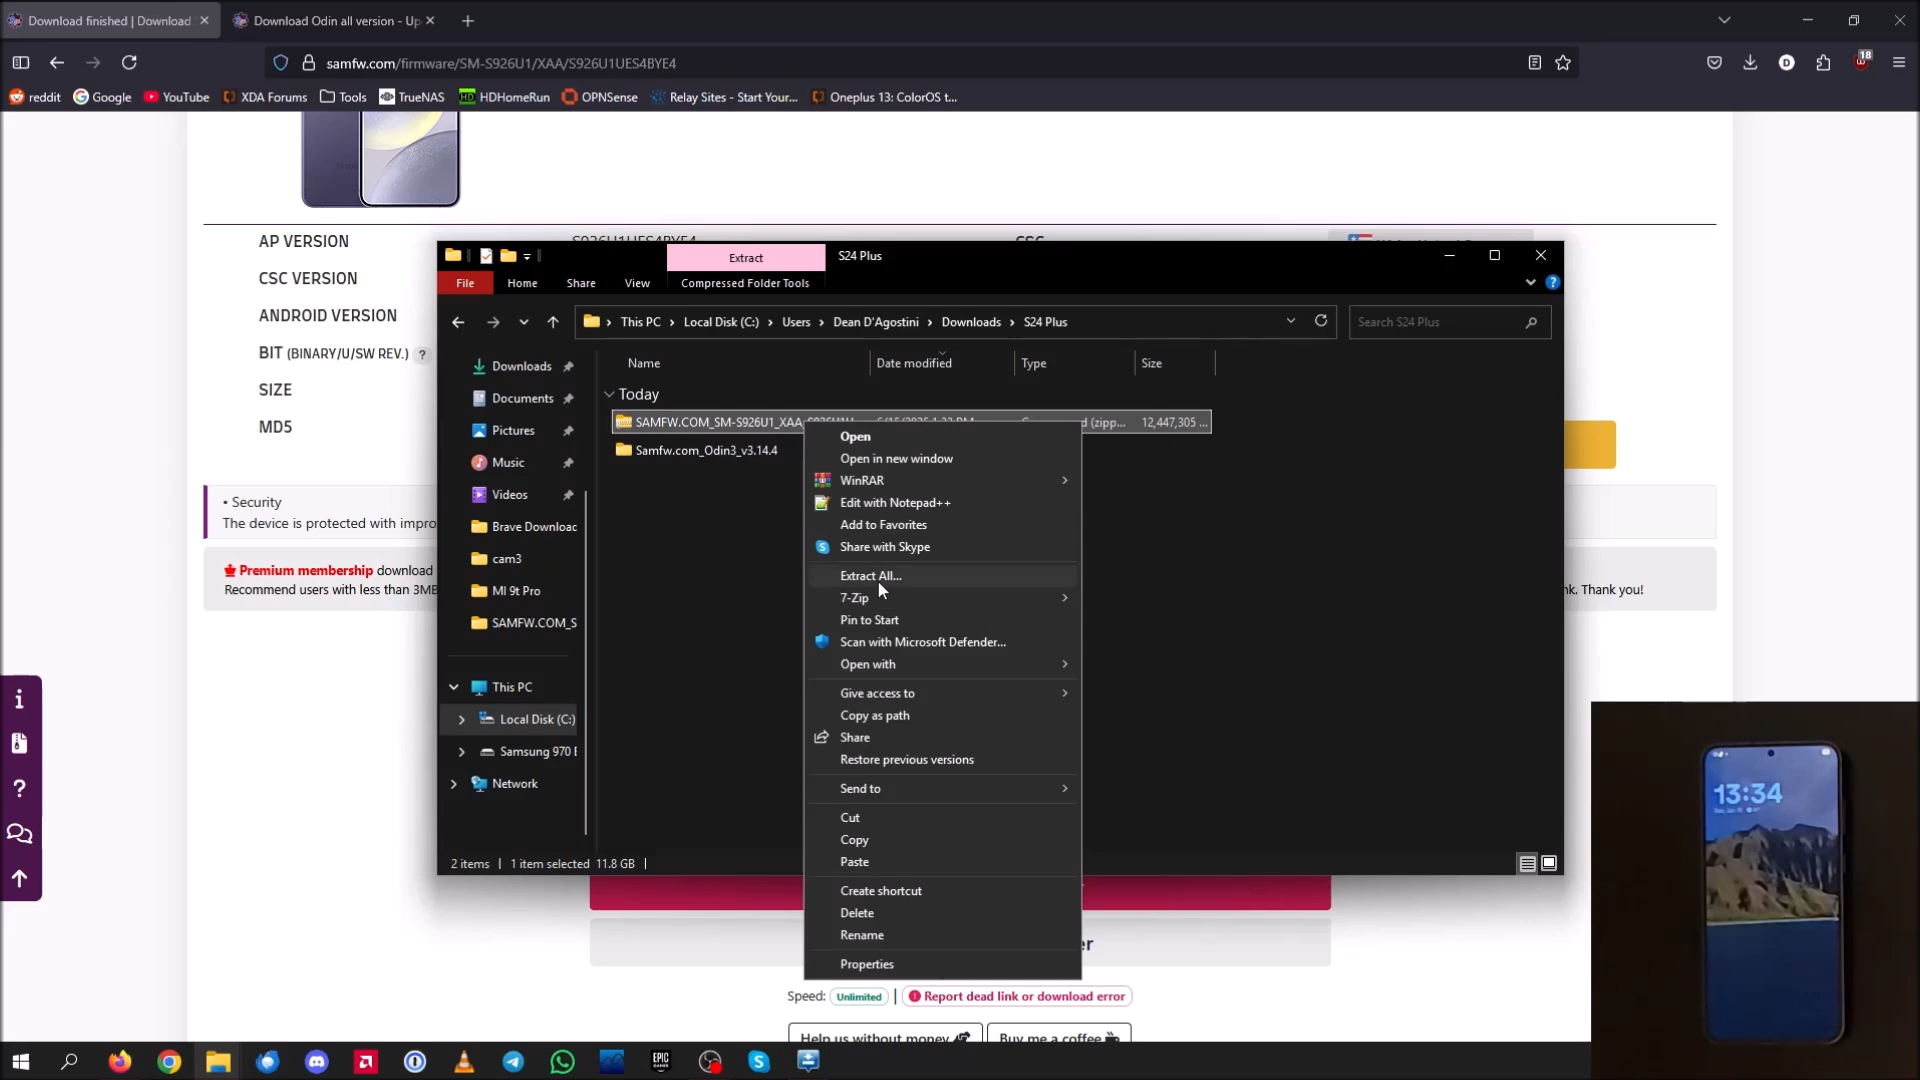 Download finished | Download
Download Odin all version - Up
samfw.com/firmware/SM-S926U1/XAA/S926U1UES4BYE4
18
reddit
Google
YouTube
XDA Forums
Tools
TrueNAS
HDHomeRun
OPNSense
Relay Sites - Start Your...
Oneplus 13: ColorOS t...
AP VERSION
S926U1UES4BYE4
CSC
CSC VERSION
ANDROID VERSION
BIT (BINARY/U/SW REV.) ?
SIZE
MD5
• Security
The device is protected with impro
Premium membership download
Recommend users with less than 3MB
nk. Thank you!
Extract
S24 Plus
File
Home
Share
View
Compressed Folder Tools
This PC
Local Disk (C:)
Users
Dean D'Agostini
Downloads
S24 Plus
Search S24 Plus
Name
Date modified
Type
Size
Today
SAMFW.COM_SM-S926U1_XAA_S926U1U
12,447,305 ...
Samfw.com_Odin3_v3.14.4
Downloads
Documents
Pictures
Music
Videos
Brave Download
cam3
MI 9t Pro
SAMFW.COM_S
This PC
Local Disk (C:)
Samsung 970 E
Network
2 items
1 item selected 11.8 GB
Open
Open in new window
WinRAR
Edit with Notepad++
Add to Favorites
Share with Skype
Extract All...
7-Zip
Pin to Start
Scan with Microsoft Defender...
Open with
Give access to
Copy as path
Share
Restore previous versions
Send to
Cut
Copy
Paste
Create shortcut
Delete
Rename
Properties
er
Speed: Unlimited | Report dead link or download error
Help us without money
Buy me a coffee
EPIC GAMES
13:34